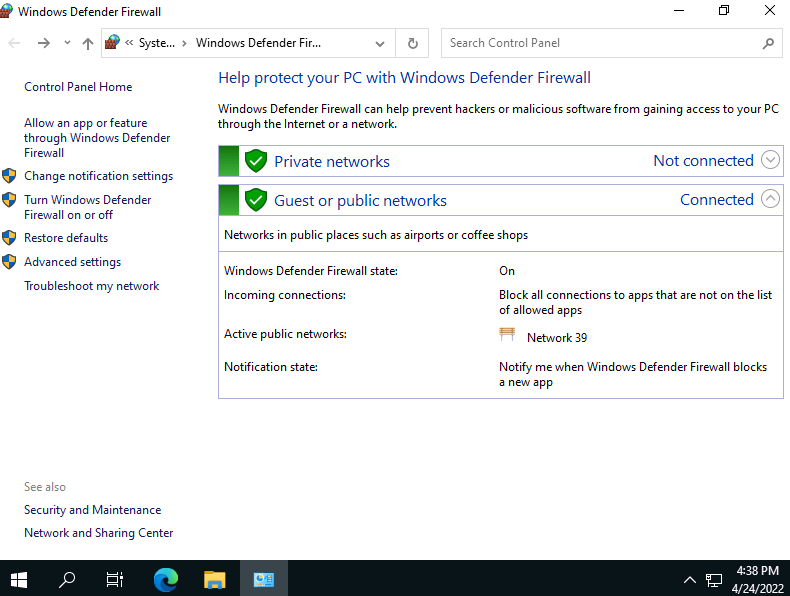 Windows Defender Firewall
« Syste... › Windows Defender Fir...
Search Control Panel
Control Panel Home
Allow an app or feature
through Windows Defender
Firewall
Change notification settings
Turn Windows Defender
Firewall on or off
Restore defaults
Advanced settings
Troubleshoot my network
See also
Security and Maintenance
Network and Sharing Center
Help protect your PC with Windows Defender Firewall
Windows Defender Firewall can help prevent hackers or malicious software from gaining access to your PC
through the Internet or a network.
Private networks Not connected
Guest or public networks Connected
Networks in public places such as airports or coffee shops
Windows Defender Firewall state: On
Incoming connections: Block all connections to apps that are not on the list
of allowed apps
Active public networks: Network 39
Notification state: Notify me when Windows Defender Firewall blocks
a new app
4:38 PM
4/24/2022